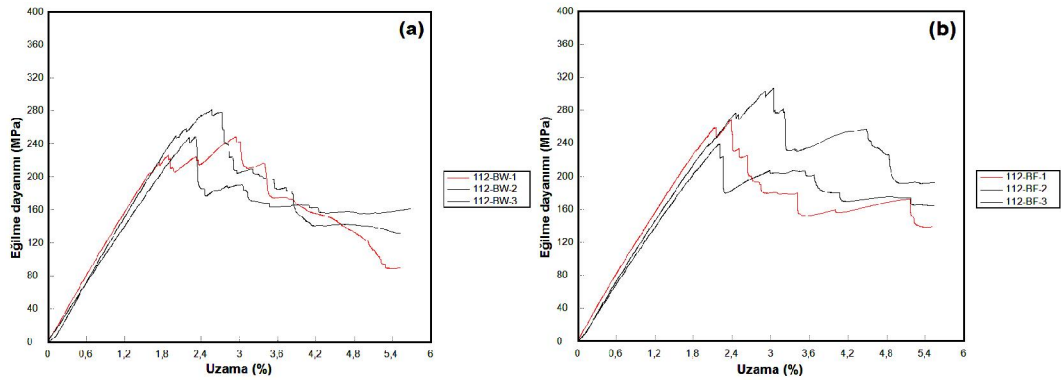 (a)
Eğilme dayanımı (MPa)
400
360
320
280
240
200
160
120
80
40
0
0 0,6 1,2 1,8 2,4 3 3,6 4,2 4,8 5,4 6
Uzama (%)
112-BW-1
112-BW-2
112-BW-3
(b)
Eğilme dayanımı (MPa)
400
360
320
280
240
200
160
120
80
40
0
0 0,6 1,2 1,8 2,4 3 3,6 4,2 4,8 5,4 6
Uzama (%)
112-BF-1
112-BF-2
112-BF-3